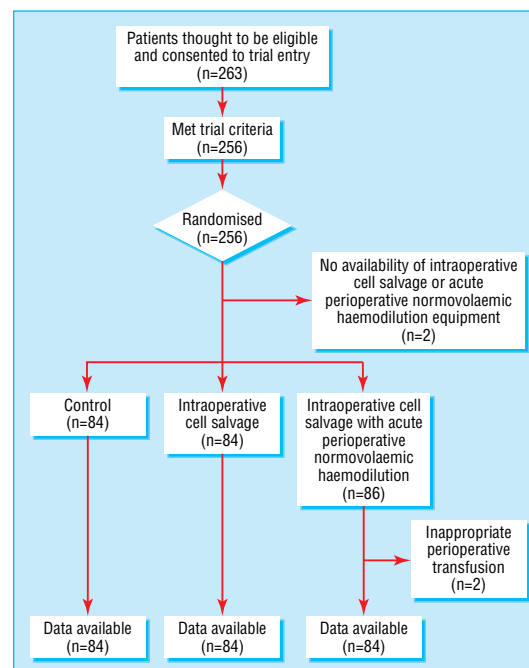 Patients thought to be eligible
and consented to trial entry
(n=263)
Met trial criteria
(n=256)
Randomised
(n=256)
No availability of intraoperative
cell salvage or acute
perioperative normovolaemic
haemodilution equipment
(n=2)
Control
(n=84)
Intraoperative
cell salvage
(n=84)
Intraoperative cell
salvage with acute
perioperative
normovolaemic
haemodilution
(n=86)
Inappropriate
perioperative
transfusion
(n=2)
Data available
(n=84)
Data available
(n=84)
Data available
(n=84)